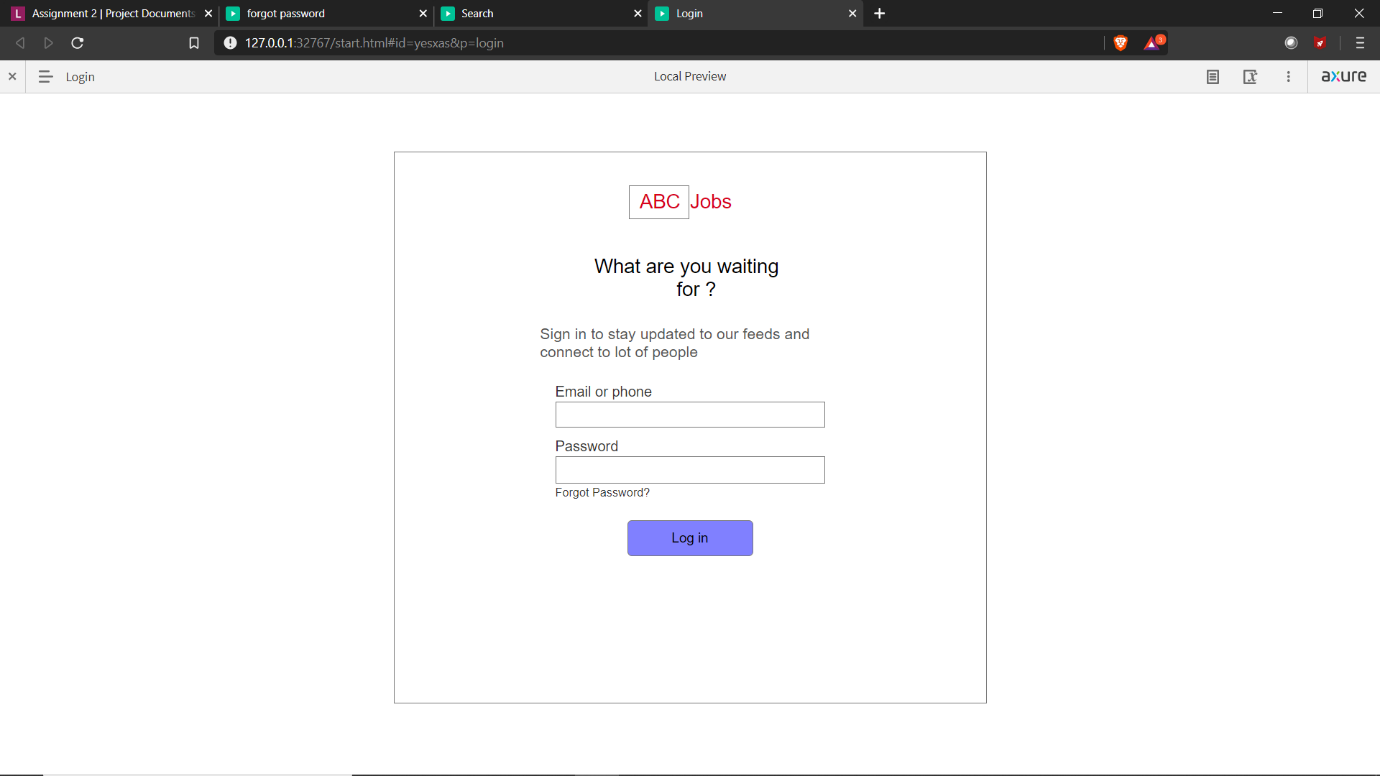 L Assignment 2 | Project Documents
forgot password
Search
Login
127.0.0.1:32767/start.html#id=yesxas&p=login
3
Login
Local Preview
axure
ABC Jobs
What are you waiting
for ?
Sign in to stay updated to our feeds and
connect to lot of people
Email or phone
Password
Forgot Password?
Log in